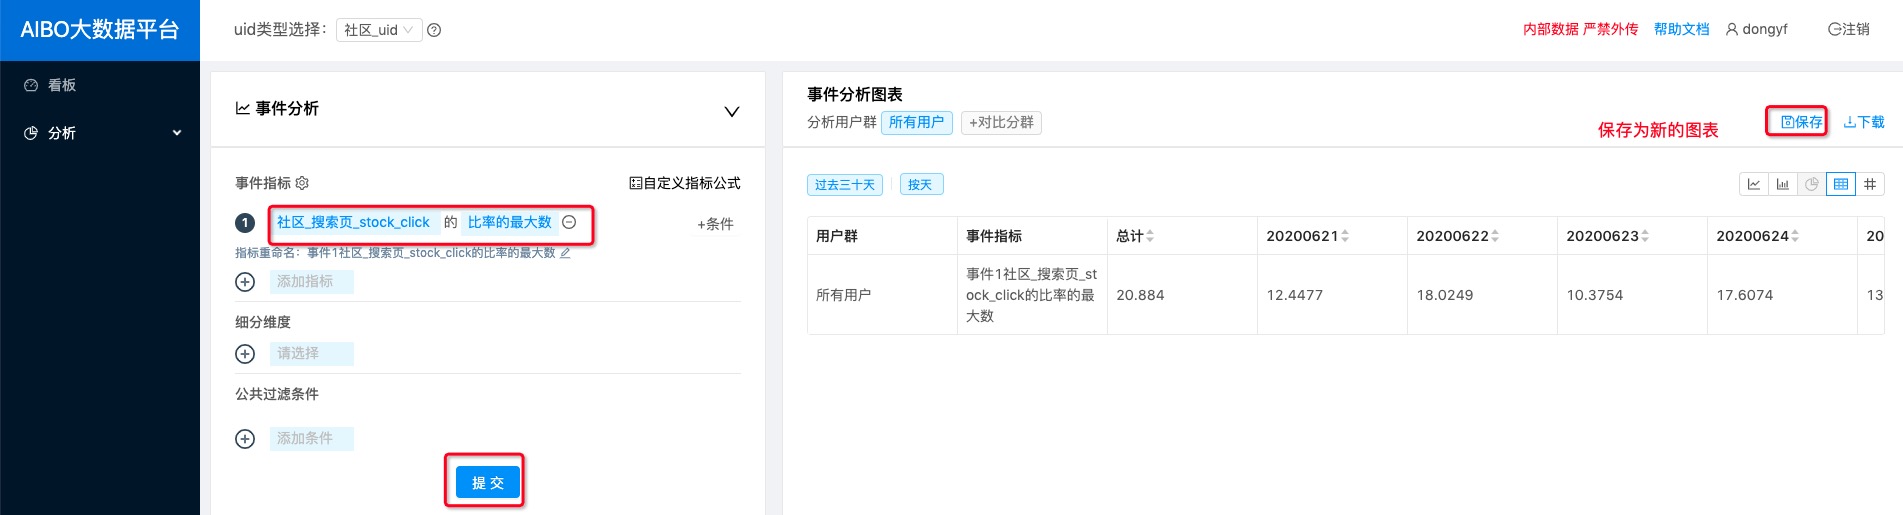 AIBO大数据平台
uid类型选择: 社区_uid
内部数据 严禁外传 帮助文档 dongyf 注销
看板
分析
事件分析
事件指标 自定义指标公式
1 社区_搜索页_stock_click 的 比率的最大数 +条件
指标重命名: 事件1社区_搜索页_stock_click的比率的最大数
添加指标
细分维度
请选择
公共过滤条件
添加条件
提 交
事件分析图表
分析用户群 所有用户 +对比分群
保存为新的图表 保存 下载
过去三十天 按天
用户群 事件指标 总计 20200621 20200622 20200623 20200624 20
所有用户 事件1社区_搜索页_st
ock_click的比率的最
大数 20.884 12.4477 18.0249 10.3754 17.6074 13